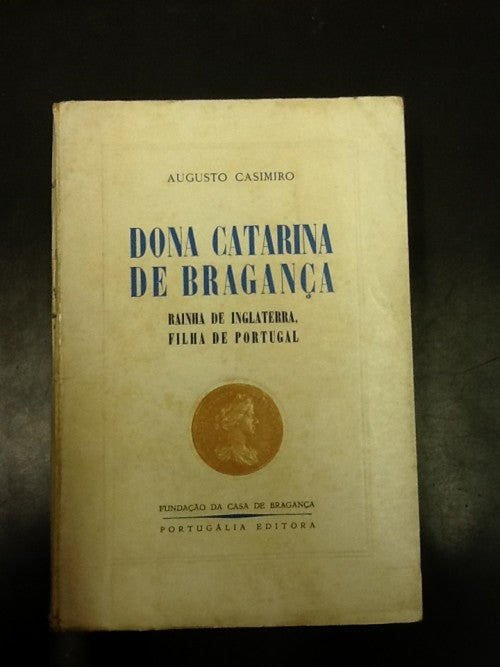 AUGUSTO CASIMIRO
DONA CATARINA
DE BRAGANÇA
RAINHA DE INGLATERRA,
FILHA DE PORTUGAL
FUNDAÇÃO DA CASA DE BRAGANÇA
PORTUGÁLIA EDITORA